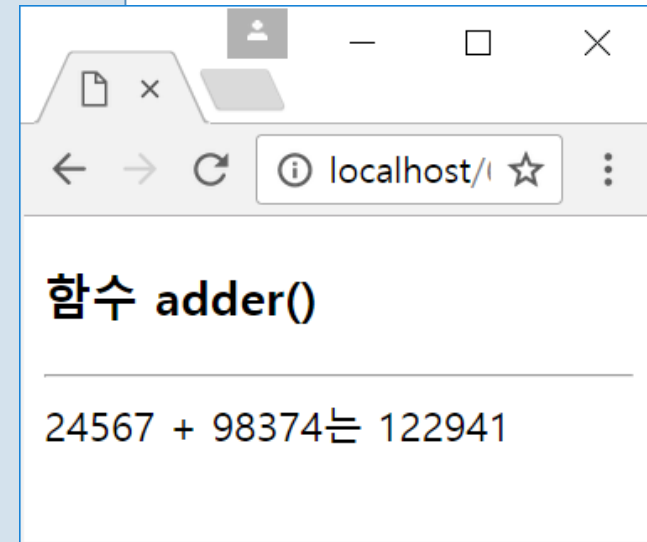 localhost/
함수 adder()
24567 + 98374는 122941